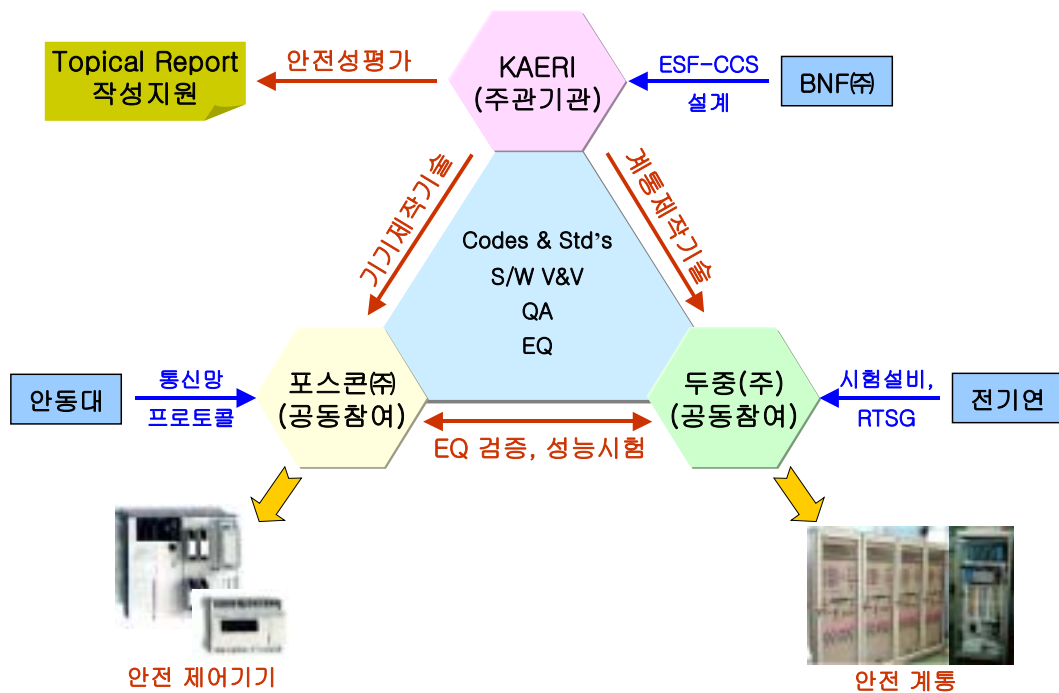 Topical Report
작성지원
안전성평가
KAERI
(주관기관)
ESF-CCS
설계
BNF㈜
기기제작기술
계통제작기술
Codes & Std's
S/W V&V
QA
EQ
안동대
통신망
프로토콜
포스콘㈜
(공동참여)
두중(주)
(공동참여)
시험설비,
RTSG
전기연
EQ 검증, 성능시험
안전 제어기기
안전 계통